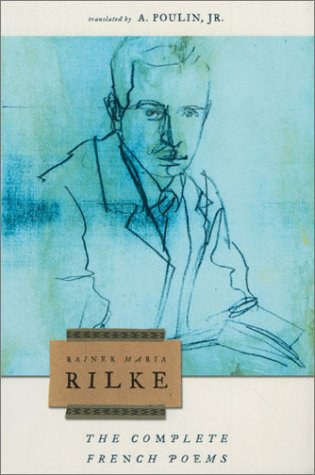 translated by A. POULIN, JR.
RAINER MARIA
RILKE
THE COMPLETE
FRENCH POEMS